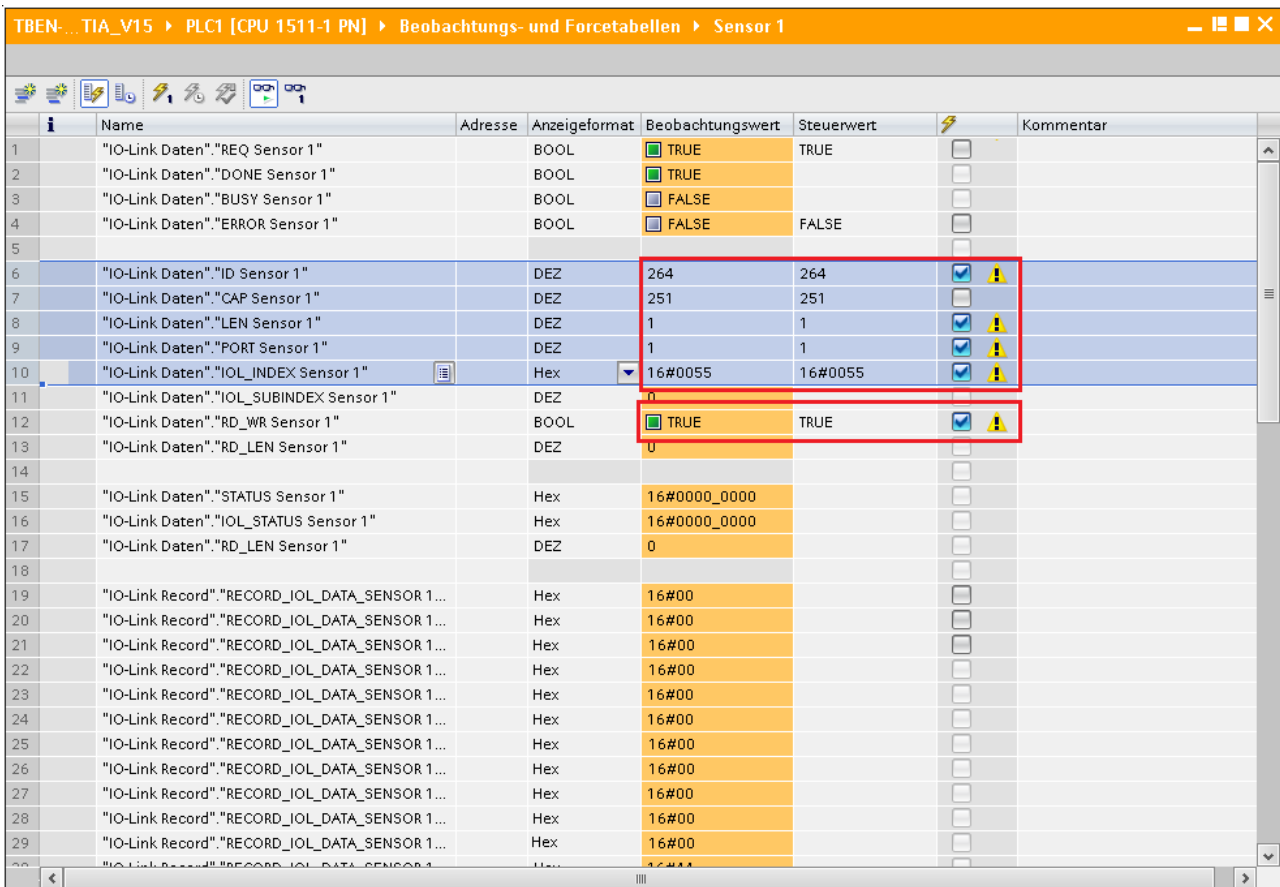 TBEN-...TIA_V15 ▸ PLC1 [CPU 1511-1 PN] ▸ Beobachtungs- und Forcetabellen ▸ Sensor 1
i Name Adresse Anzeigeformat Beobachtungswert Steuerwert Kommentar
1 "IO-Link Daten"."REQ Sensor 1" BOOL TRUE TRUE
2 "IO-Link Daten"."DONE Sensor 1" BOOL TRUE
3 "IO-Link Daten"."BUSY Sensor 1" BOOL FALSE
4 "IO-Link Daten"."ERROR Sensor 1" BOOL FALSE FALSE
5
6 "IO-Link Daten"."ID Sensor 1" DEZ 264 264
7 "IO-Link Daten"."CAP Sensor 1" DEZ 251 251
8 "IO-Link Daten"."LEN Sensor 1" DEZ 1 1
9 "IO-Link Daten"."PORT Sensor 1" DEZ 1 1
10 "IO-Link Daten"."IOL_INDEX Sensor 1" Hex 16#0055 16#0055
11 "IO-Link Daten"."IOL_SUBINDEX Sensor 1" DEZ 0
12 "IO-Link Daten"."RD_WR Sensor 1" BOOL TRUE TRUE
13 "IO-Link Daten"."RD_LEN Sensor 1" DEZ 0
14
15 "IO-Link Daten"."STATUS Sensor 1" Hex 16#0000_0000
16 "IO-Link Daten"."IOL_STATUS Sensor 1" Hex 16#0000_0000
17 "IO-Link Daten"."RD_LEN Sensor 1" DEZ 0
18
19 "IO-Link Record"."RECORD_IOL_DATA_SENSOR 1... Hex 16#00
20 "IO-Link Record"."RECORD_IOL_DATA_SENSOR 1... Hex 16#00
21 "IO-Link Record"."RECORD_IOL_DATA_SENSOR 1... Hex 16#00
22 "IO-Link Record"."RECORD_IOL_DATA_SENSOR 1... Hex 16#00
23 "IO-Link Record"."RECORD_IOL_DATA_SENSOR 1... Hex 16#00
24 "IO-Link Record"."RECORD_IOL_DATA_SENSOR 1... Hex 16#00
25 "IO-Link Record"."RECORD_IOL_DATA_SENSOR 1... Hex 16#00
26 "IO-Link Record"."RECORD_IOL_DATA_SENSOR 1... Hex 16#00
27 "IO-Link Record"."RECORD_IOL_DATA_SENSOR 1... Hex 16#00
28 "IO-Link Record"."RECORD_IOL_DATA_SENSOR 1... Hex 16#00
29 "IO-Link Record"."RECORD_IOL_DATA_SENSOR 1... Hex 16#00